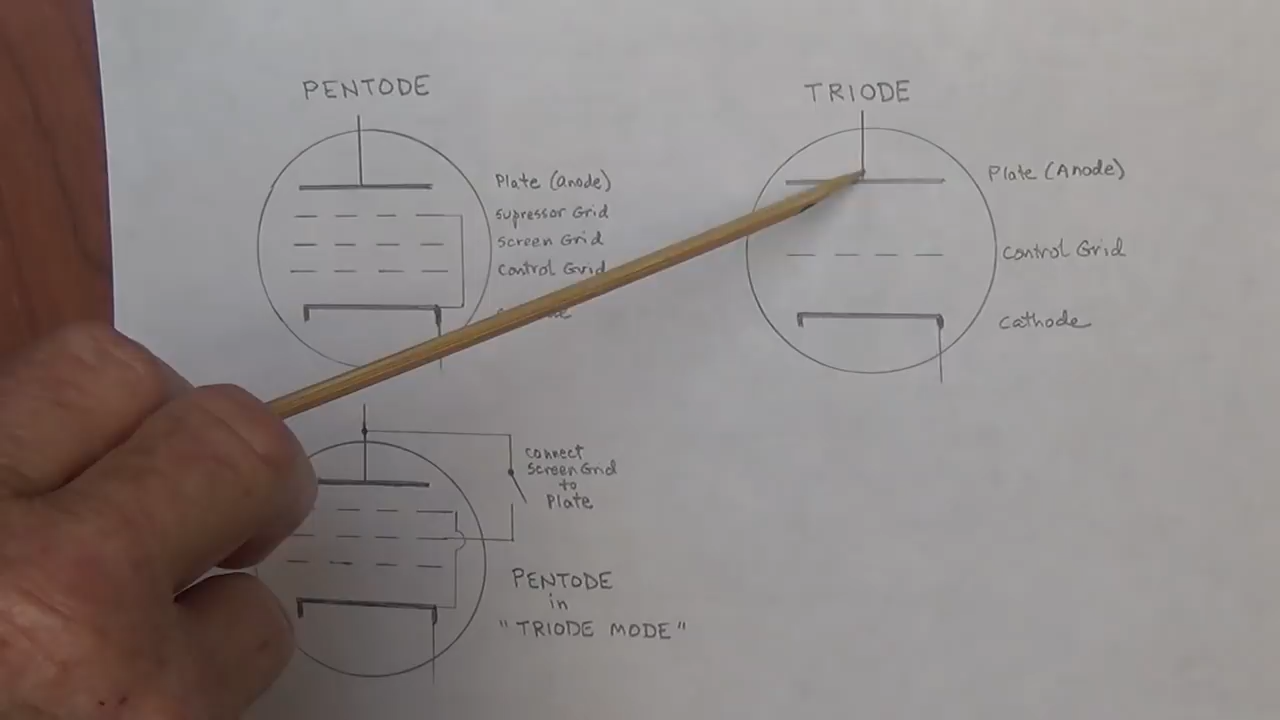 PENTODE
Plate (anode)
supressor Grid
screen Grid
control Grid
TRIODE
Plate (Anode)
control Grid
cathode
connect
screen Grid
to
Plate
PENTODE
in
"TRIODE MODE"